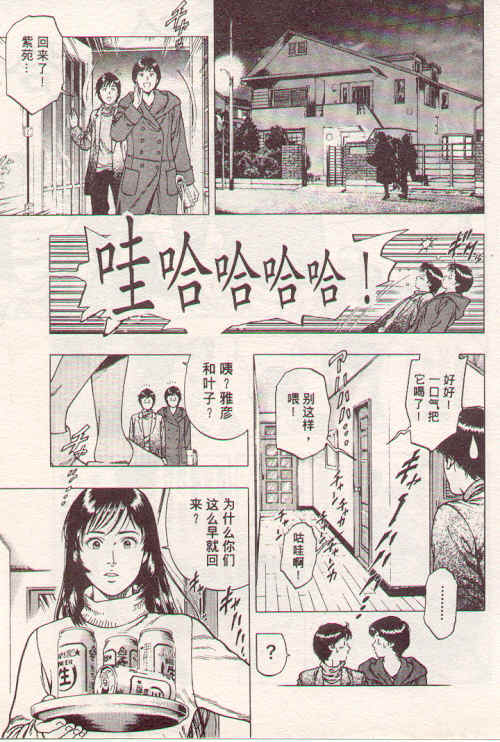 回来了！
紫苑…
哇哈哈哈哈！
好好！
一口气把
它喝了！
别这样，
喂！
咕哇啊！
………
？
咦？雅彦
和叶子？
为什么你们
这么早就回
来？
生
生